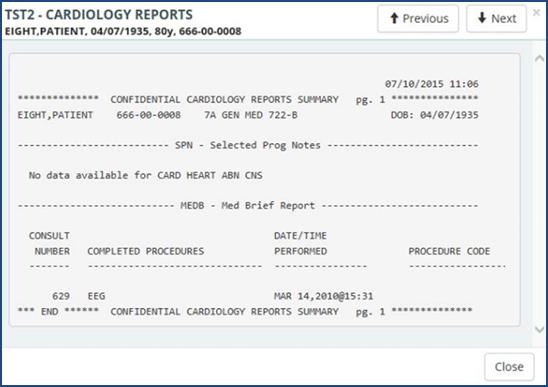 TST2 - CARDIOLOGY REPORTS
EIGHT,PATIENT, 04/07/1935, 80y, 666-00-0008
Previous
Next
×
07/10/2015 11:06
************** CONFIDENTIAL CARDIOLOGY REPORTS SUMMARY pg. 1 ***************
EIGHT,PATIENT 666-00-0008 7A GEN MED 722-B DOB: 04/07/1935
------------------------- SPN - Selected Prog Notes -------------------------
No data available for CARD HEART ABN CNS
--------------------------- MEDB - Med Brief Report --------------------------
CONSULT DATE/TIME
NUMBER COMPLETED PROCEDURES PERFORMED PROCEDURE CODE
------- ----------------------------- ------------------- ----------------
629 EEG MAR 14,2010@15:31
*** END ****** CONFIDENTIAL CARDIOLOGY REPORTS SUMMARY pg. 1 **************
Close